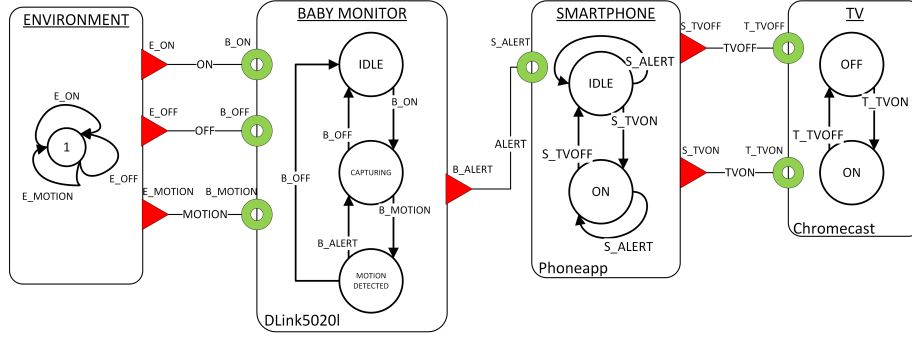 ENVIRONMENT
E_ON
1
E_MOTION
E_OFF
E_ON
E_OFF
E_MOTION
ON
OFF
MOTION
B_ON
B_OFF
B_MOTION
BABY MONITOR
IDLE
B_ON
B_OFF
B_OFF
CAPTURING
B_MOTION
B_ALERT
MOTION
DETECTED
DLink5020l
B_ALERT
ALERT
S_ALERT
SMARTPHONE
S_ALERT
IDLE
S_TVON
S_TVOFF
ON
S_ALERT
Phoneapp
S_TVOFF
TVOFF
T_TVOFF
S_TVON
TVON
T_TVON
TV
OFF
T_TVON
T_TVOFF
ON
Chromecast